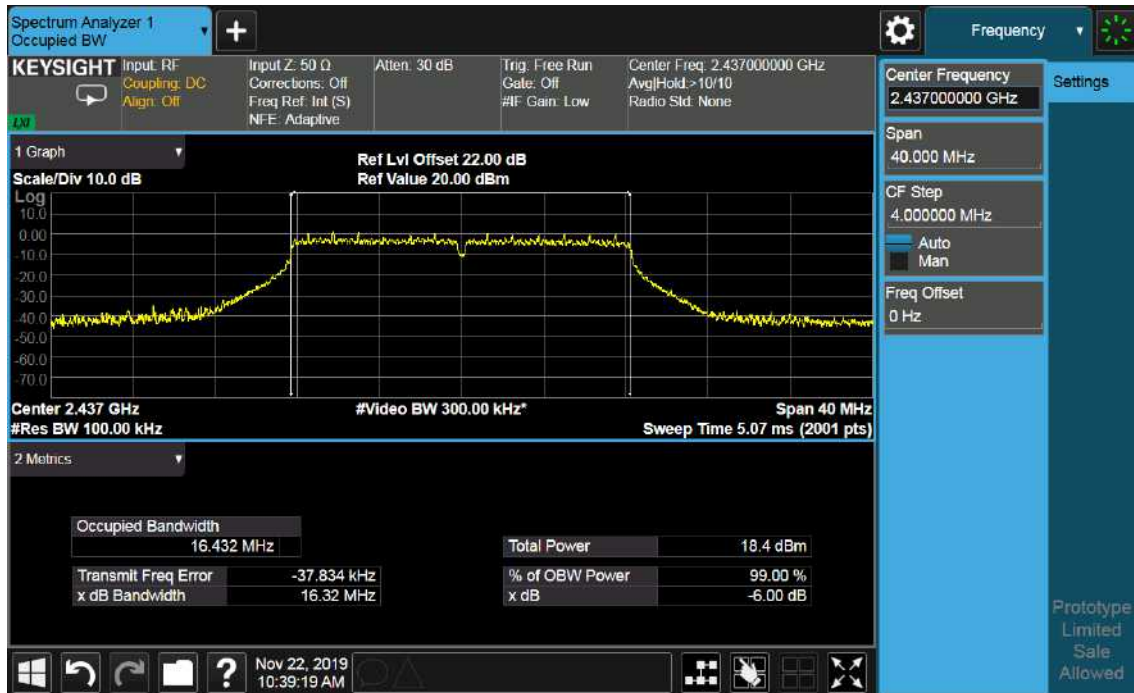 Spectrum Analyzer 1
Occupied BW
Frequency
KEYSIGHT
Input: RF
Coupling: DC
Align: Off
LXI
Input Z: 50 Ω
Corrections: Off
Freq Ref: Int (S)
NFE: Adaptive
Atten: 30 dB
Trig: Free Run
Gate: Off
#IF Gain: Low
Center Freq: 2.437000000 GHz
Avg|Hold:>10/10
Radio Std: None
1 Graph
Scale/Div 10.0 dB
Ref Lvl Offset 22.00 dB
Ref Value 20.00 dBm
Log
10.0
0.00
-10.0
-20.0
-30.0
-40.0
-50.0
-60.0
-70.0
Center 2.437 GHz
#Res BW 100.00 kHz
#Video BW 300.00 kHz*
Span 40 MHz
Sweep Time 5.07 ms (2001 pts)
2 Metrics
Occupied Bandwidth
16.432 MHz
Transmit Freq Error -37.834 kHz
x dB Bandwidth 16.32 MHz
Total Power 18.4 dBm
% of OBW Power 99.00 %
x dB -6.00 dB
Nov 22, 2019
10:39:19 AM
Center Frequency
2.437000000 GHz
Span
40.000 MHz
CF Step
4.000000 MHz
Auto
Man
Freq Offset
0 Hz
Settings
Prototype
Limited
Sale
Allowed